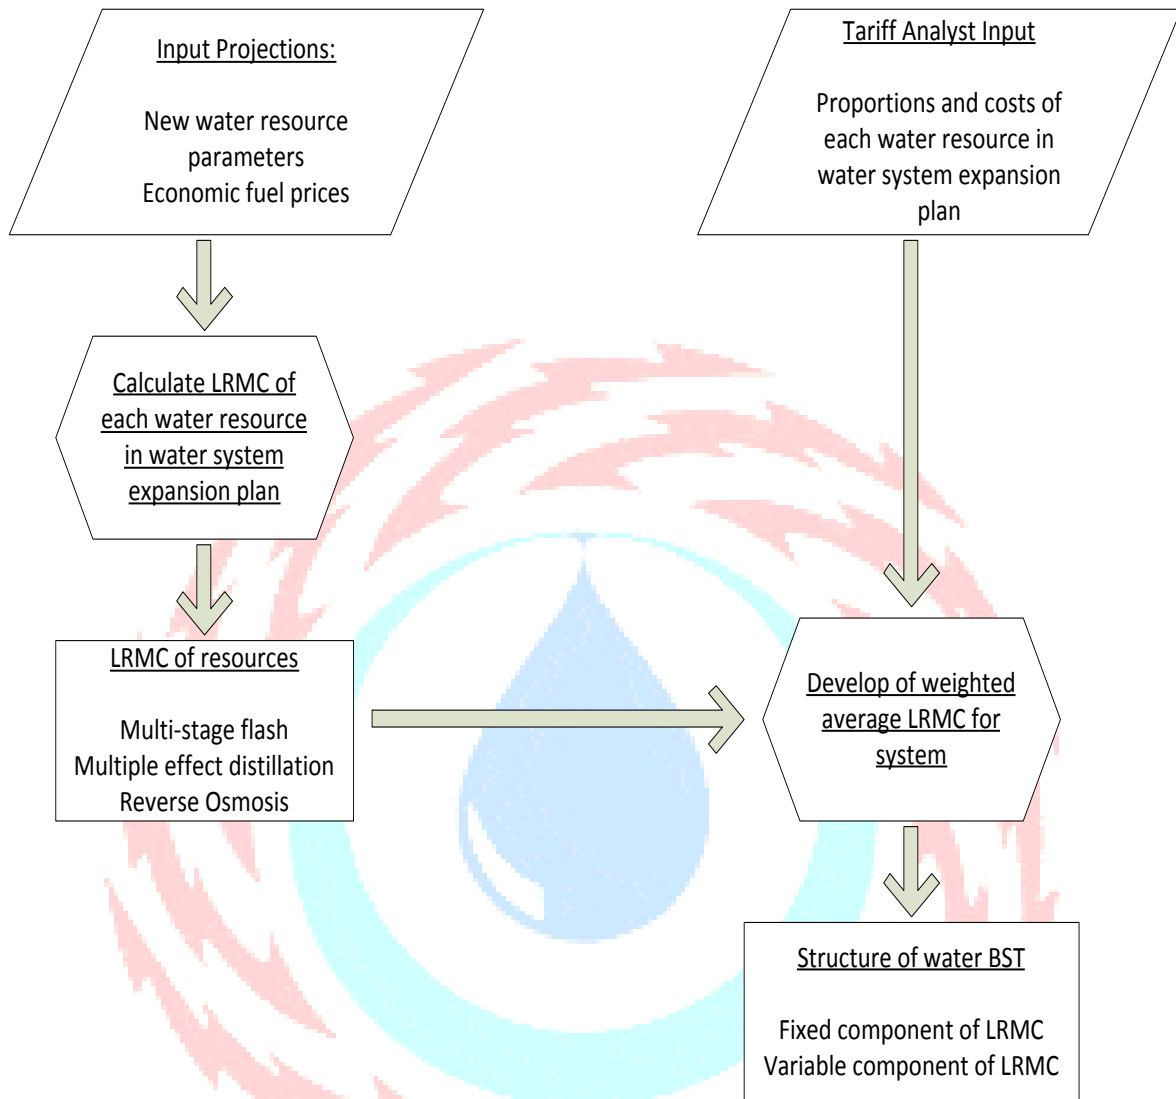 Input Projections:
New water resource
parameters
Economic fuel prices
Tariff Analyst Input
Proportions and costs of
each water resource in
water system expansion
plan
Calculate LRMC of
each water resource
in water system
expansion plan
LRMC of resources
Multi-stage flash
Multiple effect distillation
Reverse Osmosis
Develop of weighted
average LRMC for
system
Structure of water BST
Fixed component of LRMC
Variable component of LRMC